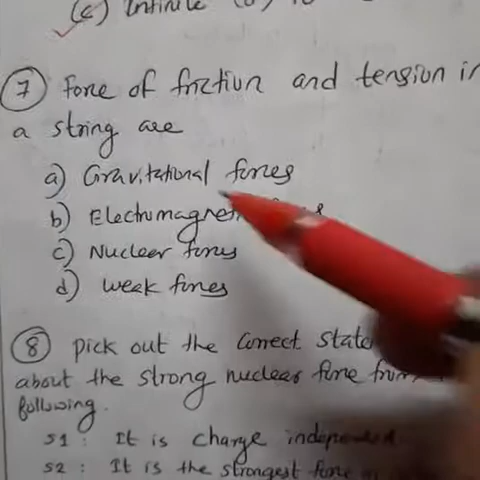 (c) Infinite
(7) Force of friction and tension in
a string are
a) Gravitational forces
b) Electromagnetic
c) Nuclear forces
d) weak forces
(8) pick out the correct
about the strong nuclear force from
following.
S1 : It is charge
S2 : It is the strongest force